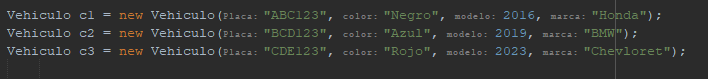 Vehiculo c1 = new Vehiculo( Placa: "ABC123", color: "Negro", modelo: 2016, marca: "Honda");
Vehiculo c2 = new Vehiculo( Placa: "BCD123", color: "Azul", modelo: 2019, marca: "BMW");
Vehiculo c3 = new Vehiculo( Placa: "CDE123", color: "Rojo", modelo: 2023, marca: "Chevloret");